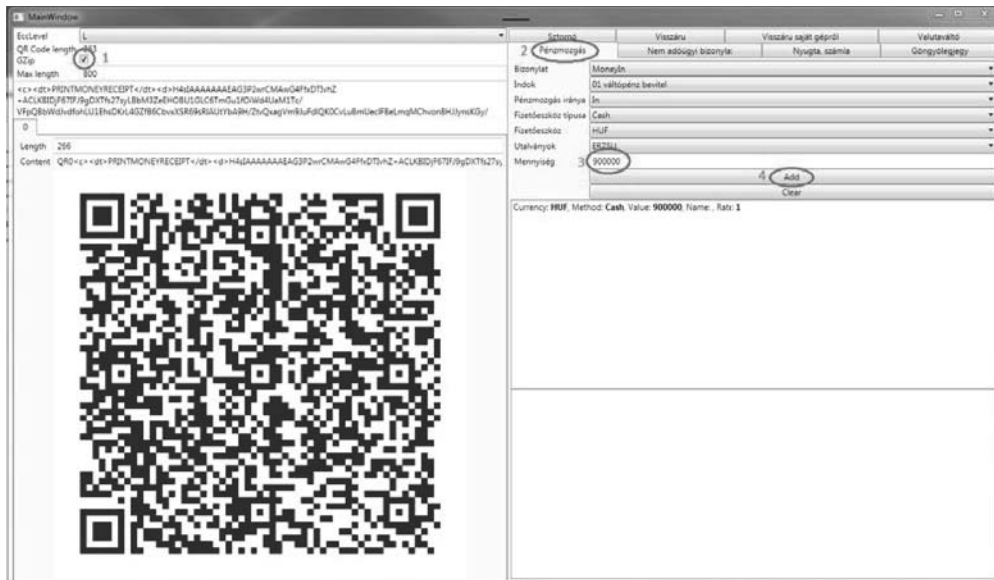 MainWindow
EccLevel L
QR Code length 263
GZip 1
Max length 800
<c><dt>PRINTMONEYRECEIPT</dt><d>
0
Length 266
Content QR0<c><dt>PRINTMONEYRECEIPT</dt><d>
Sztornó Visszáru Visszáru saját gépről Valutaváltó
2 Pénzmozgás Nem adóügyi bizonyla: Nyugta, számla Göngyölegjegy
Bizonylat MoneyIn
Indok 01 váltópénz bevitel
Pénzmozgás iránya In
Fizetőeszköz típusa Cash
Fizetőeszköz HUF
Utalványok ERZSU
Mennyiség 3 900000
4 Add
Clear
Currency: HUF, Method: Cash, Value: 900000, Name: , Rate: 1